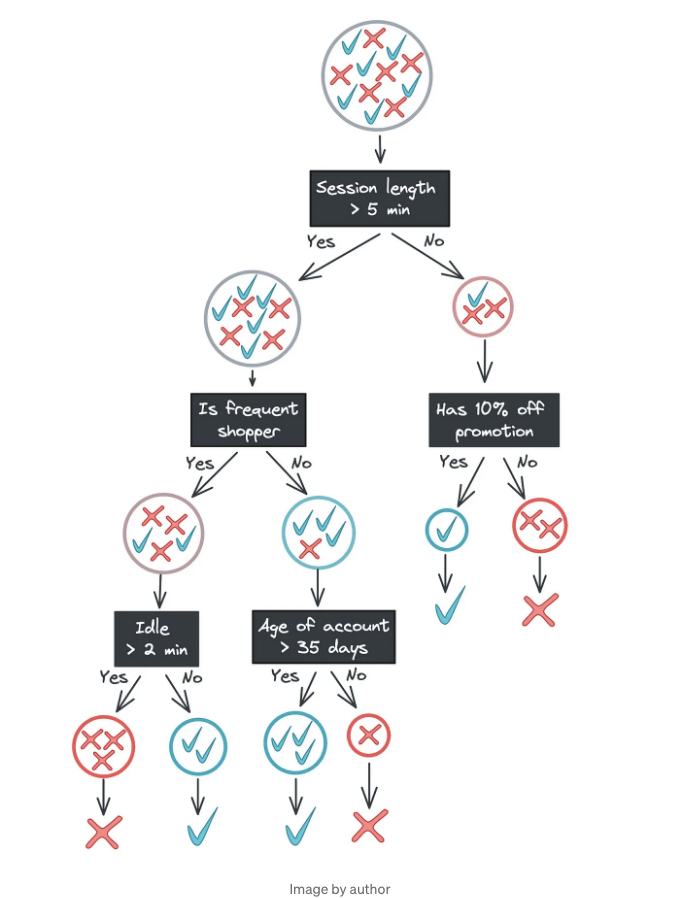 Session length
> 5 min
Yes
No
Is frequent
shopper
Has 10% off
promotion
Yes
No
Yes
No
Idle
> 2 min
Age of account
> 35 days
Yes
No
Yes
No
Image by author